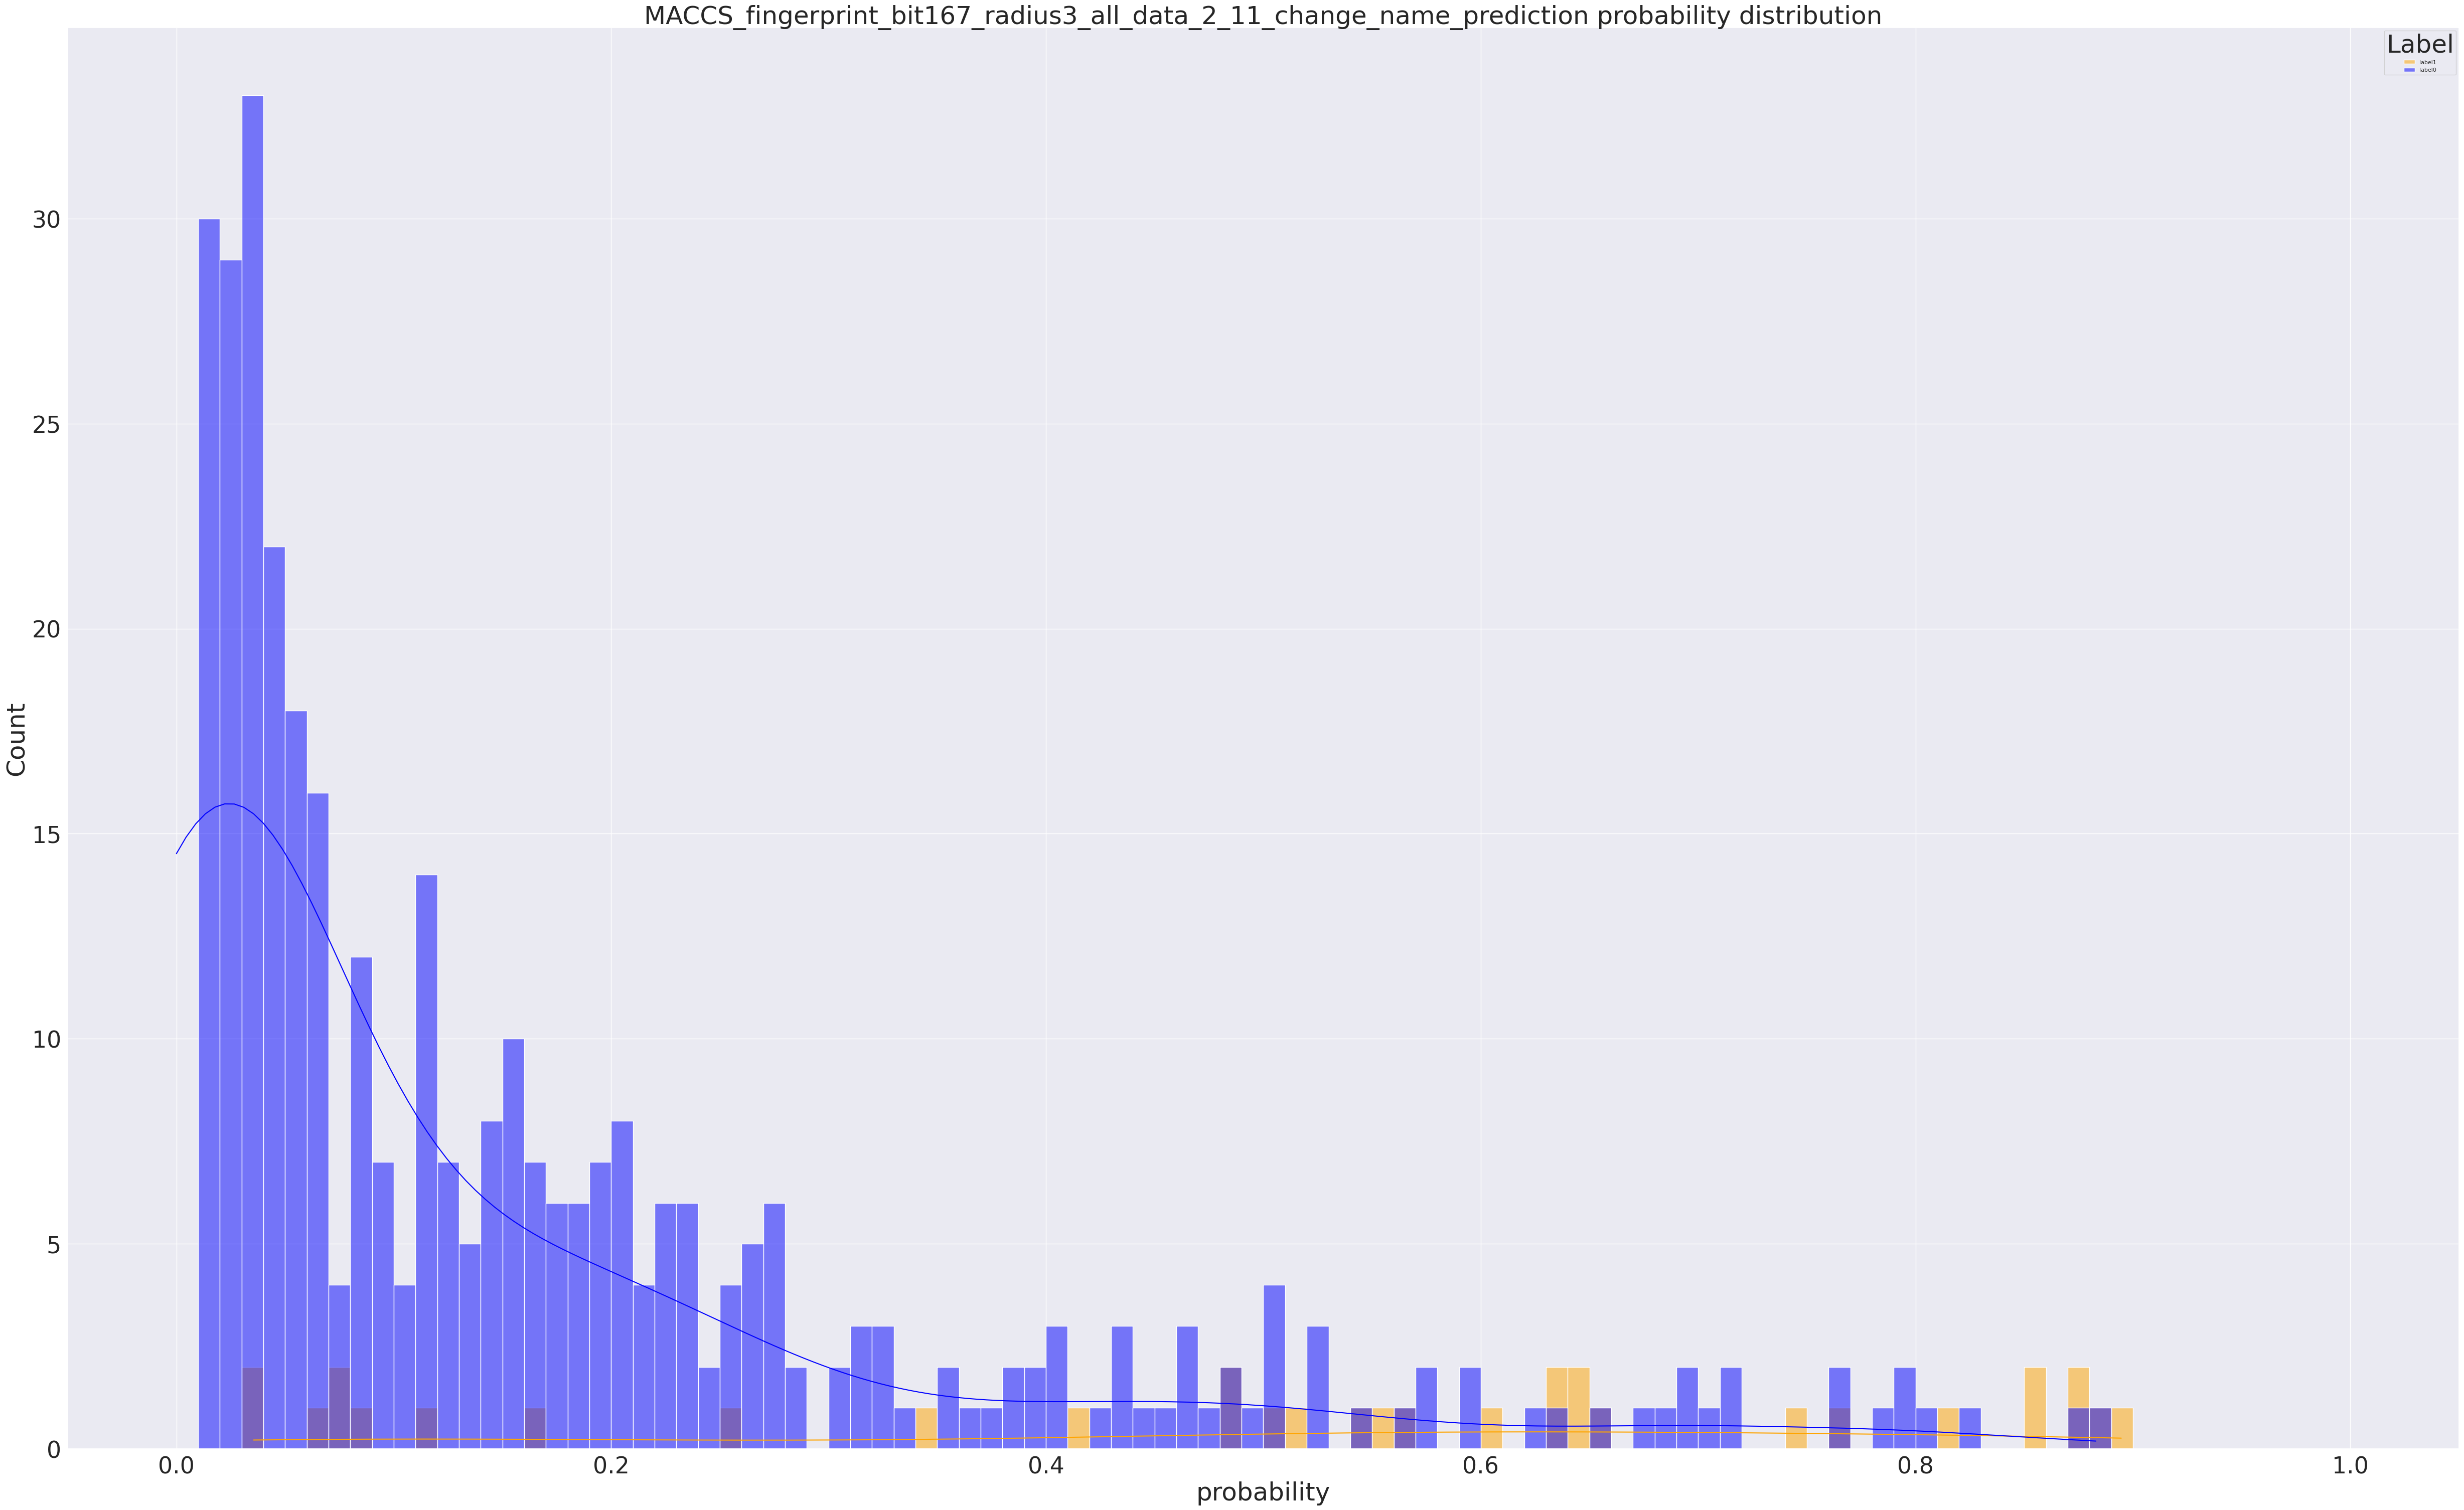 MACCS_fingerprint_bit167_radius3_all_data_2_11_change_name_prediction probability distribution
Label
label1
label0
30
25
20
15
10
5
0
Count
0.0 0.2 0.4 0.6 0.8 1.0
probability